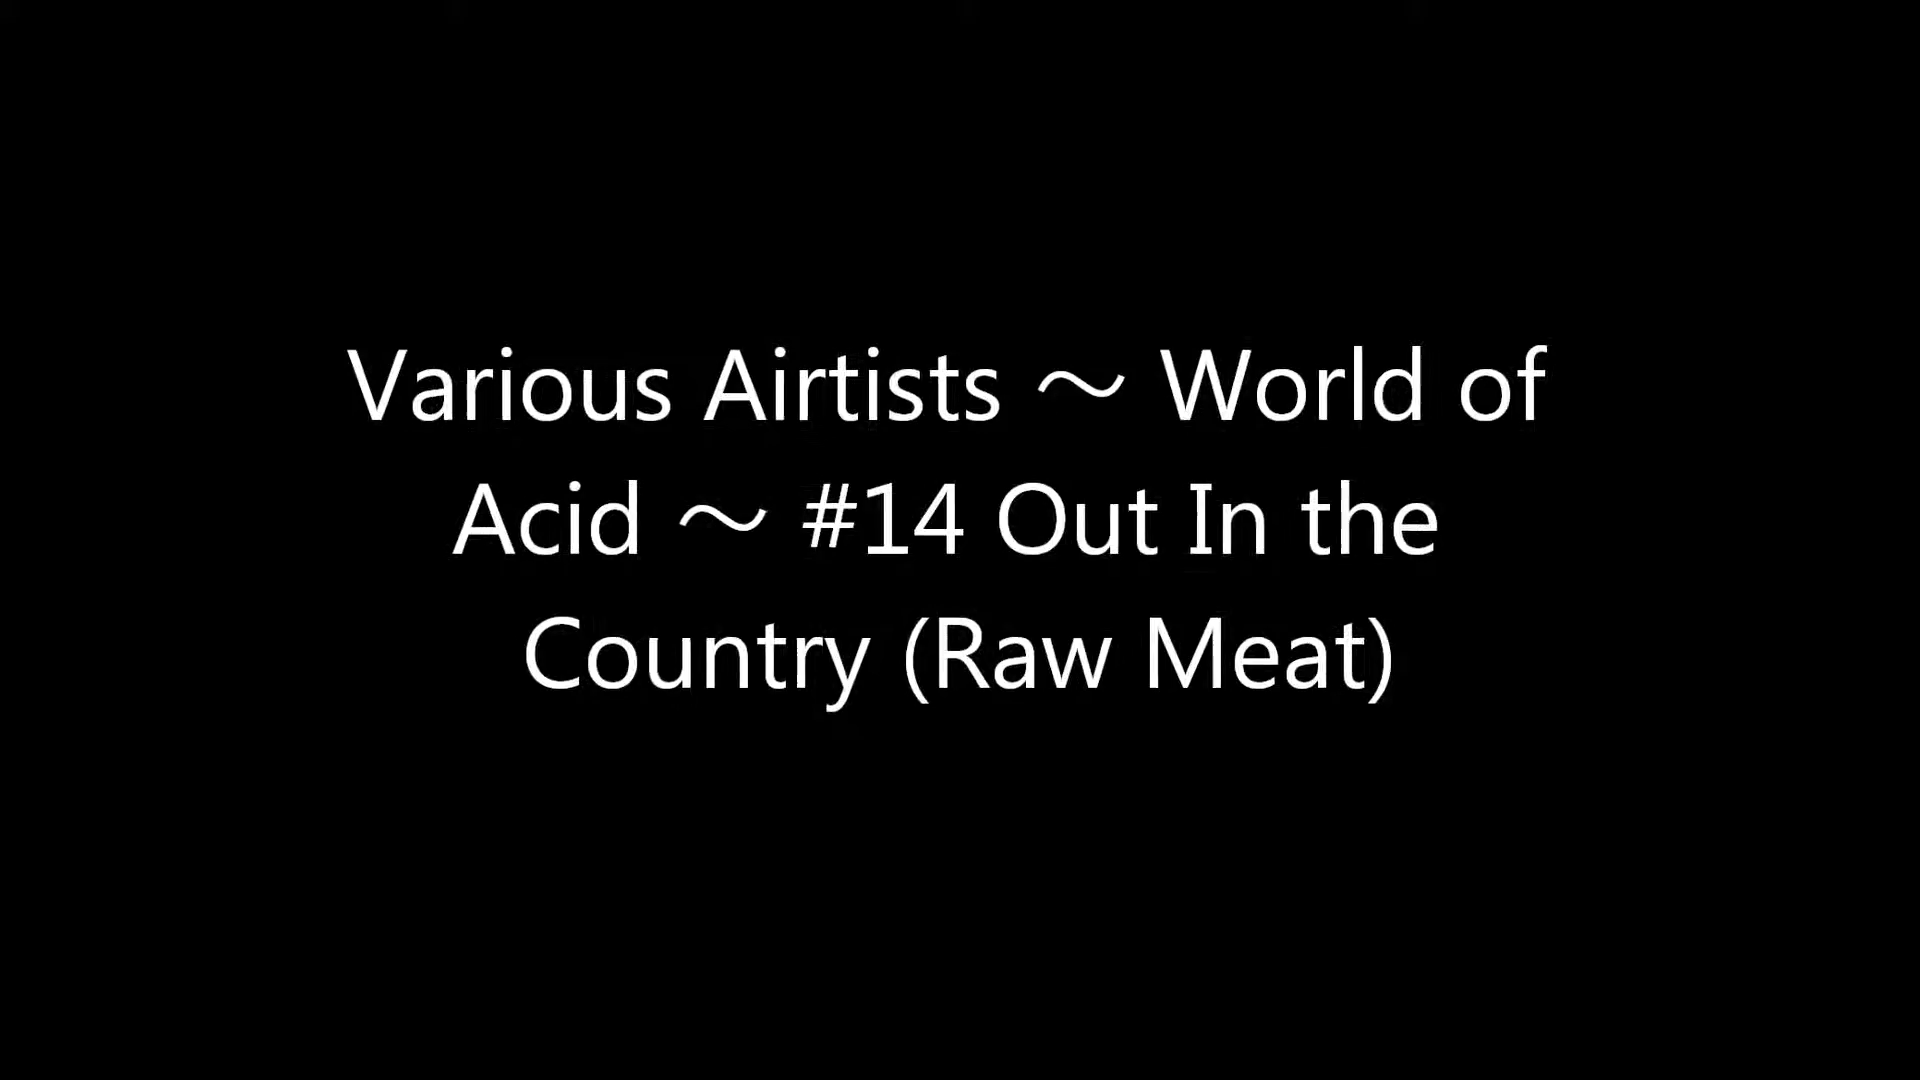 Various Airtists ～ World of
Acid ～ #14 Out In the
Country (Raw Meat)